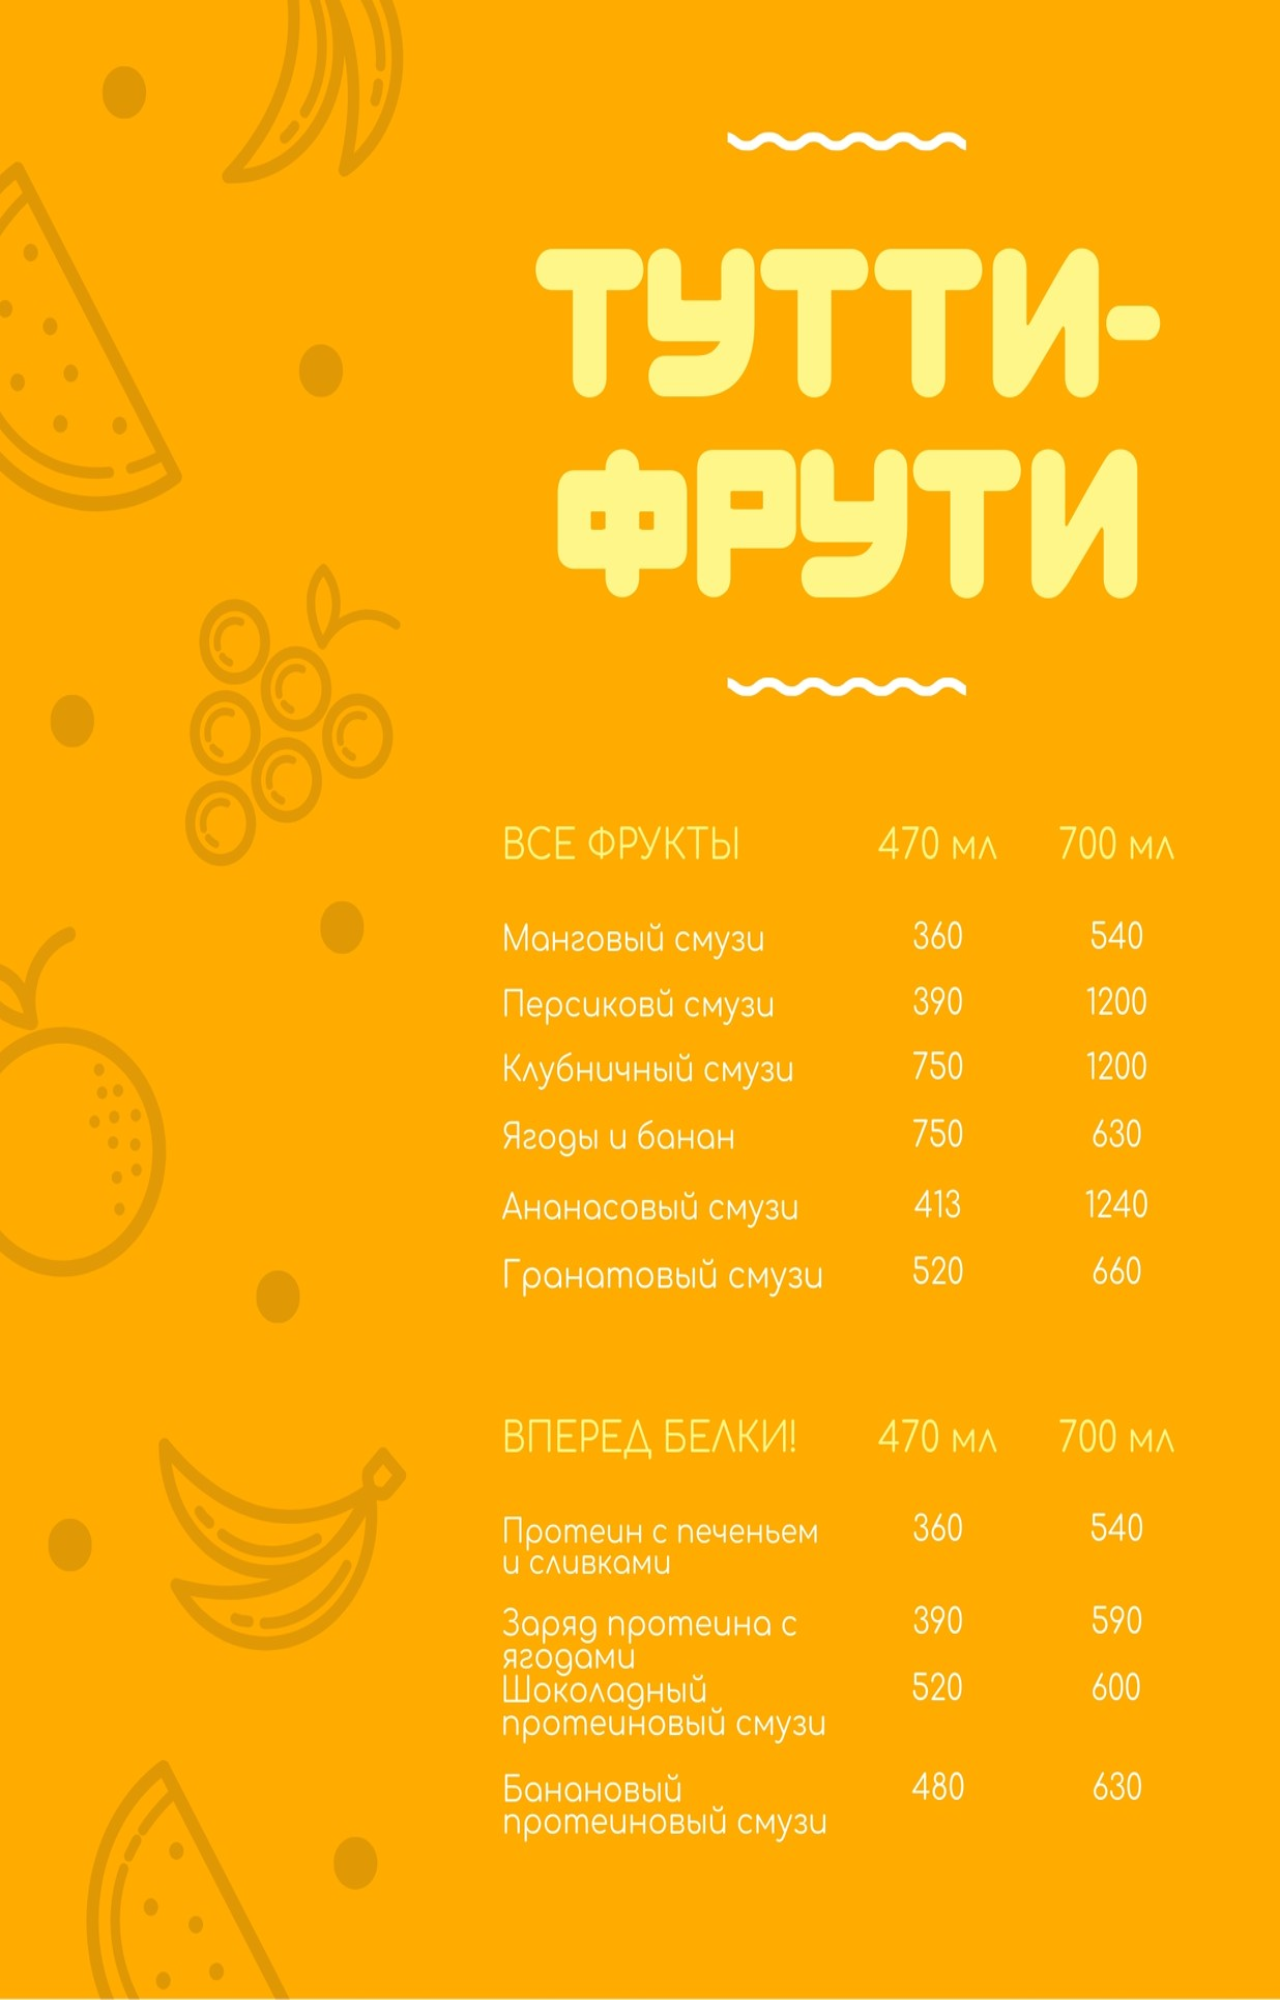 ТУТТИ-
ФРУТИ
ВСЕ ФРУКТЫ 470 мл 700 мл
Манговый смузи 360 540
Персиковй смузи 390 1200
Клубничный смузи 750 1200
Ягоды и банан 750 630
Ананасовый смузи 413 1240
Гранатовый смузи 520 660
ВПЕРЕД БЕЛКИ! 470 мл 700 мл
Протеин с печеньем 360 540
и сливками
Заряд протеина с 390 590
ягодами
Шоколадный 520 600
протеиновый смузи
Банановый 480 630
протеиновый смузи